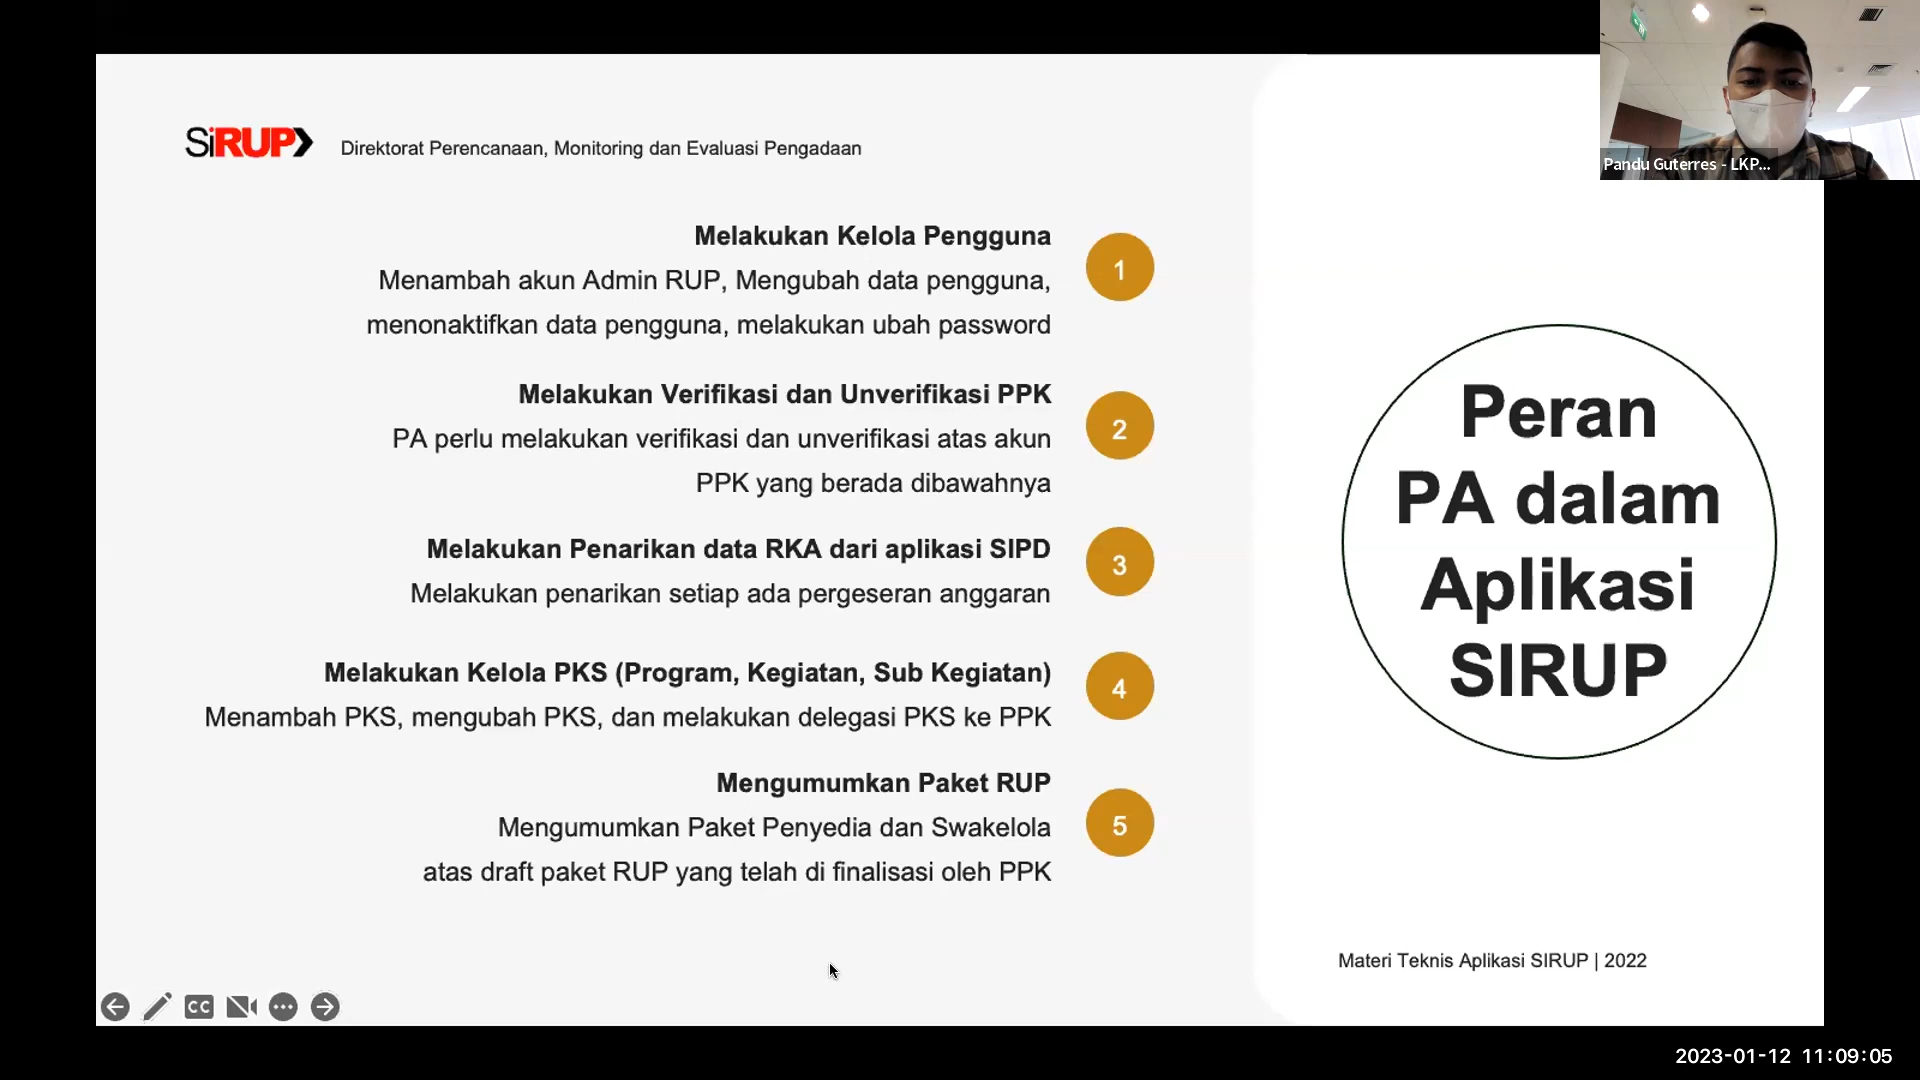 SiRUP
Direktorat Perencanaan, Monitoring dan Evaluasi Pengadaan
Pandu Guterres - LKP...
Melakukan Kelola Pengguna
Menambah akun Admin RUP, Mengubah data pengguna,
menonaktifkan data pengguna, melakukan ubah password
1
Melakukan Verifikasi dan Unverifikasi PPK
PA perlu melakukan verifikasi dan unverifikasi atas akun
PPK yang berada dibawahnya
2
Melakukan Penarikan data RKA dari aplikasi SIPD
Melakukan penarikan setiap ada pergeseran anggaran
3
Melakukan Kelola PKS (Program, Kegiatan, Sub Kegiatan)
Menambah PKS, mengubah PKS, dan melakukan delegasi PKS ke PPK
4
Mengumumkan Paket RUP
Mengumumkan Paket Penyedia dan Swakelola
atas draft paket RUP yang telah di finalisasi oleh PPK
5
Peran
PA dalam
Aplikasi
SIRUP
Materi Teknis Aplikasi SIRUP | 2022
CC
2023-01-12 11:09:05